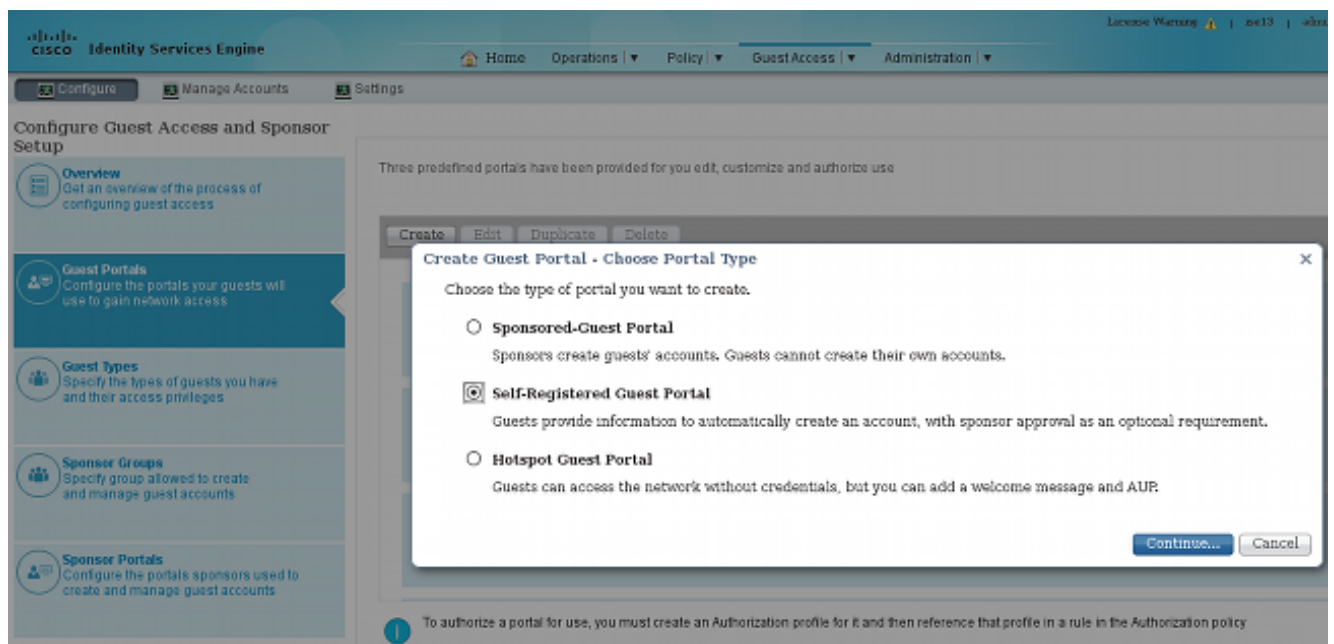 cisco Identity Services Engine
License Warning | ise13 |
Home Operations Policy Guest Access Administration
Configure Manage Accounts Settings
Configure Guest Access and Sponsor
Setup
Overview
Get an overview of the process of
configuring guest access
Guest Portals
Configure the portals your guests will
use to gain network access
Guest Types
Specify the types of guests you have
and their access privileges
Sponsor Groups
Specify group allowed to create
and manage guest accounts
Sponsor Portals
Configure the portals sponsors used to
create and manage guest accounts
Three predefined portals have been provided for you edit, customize and authorize use
Create Edit Duplicate Delete
Create Guest Portal - Choose Portal Type
Choose the type of portal you want to create.
Sponsored-Guest Portal
Sponsors create guests' accounts. Guests cannot create their own accounts.
Self-Registered Guest Portal
Guests provide information to automatically create an account, with sponsor approval as an optional requirement.
Hotspot Guest Portal
Guests can access the network without credentials, but you can add a welcome message and AUP.
Continue... Cancel
To authorize a portal for use, you must create an Authorization profile for it and then reference that profile in a rule in the Authorization policy